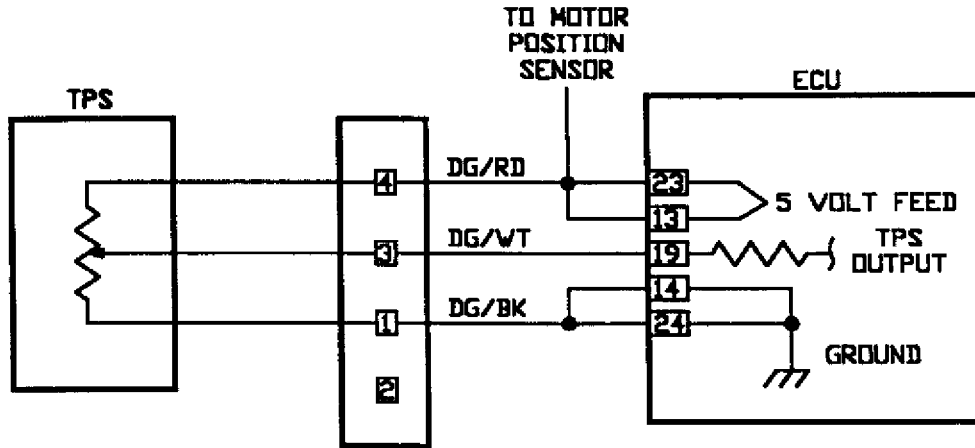 TO MOTOR
POSITION
SENSOR
TPS
ECU
4
DG/RD
23
5 VOLT FEED
13
3
DG/WT
19
TPS
OUTPUT
14
1
DG/BK
24
GROUND
2